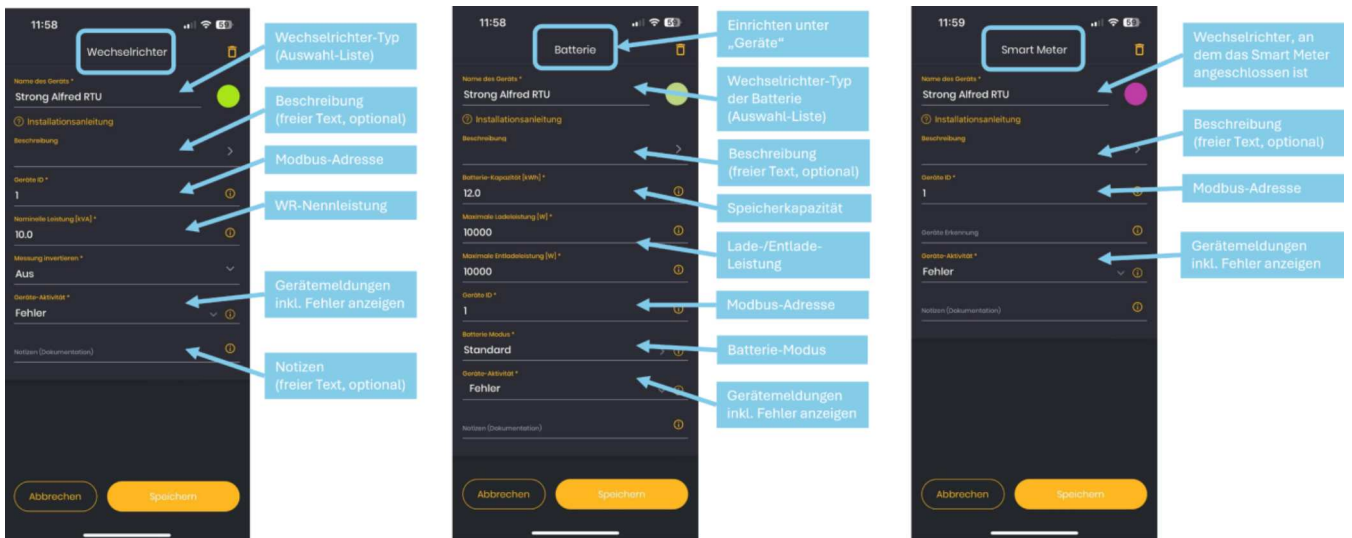 11:58
59
Wechselrichter
Name des Geräts *
Strong Alfred RTU
Installationsanleitung
Beschreibung
Geräte ID *
1
Nominelle Leistung [kVA] *
10.0
Messung invertieren *
Aus
Geräte-Aktivität *
Fehler
Notizen (Dokumentation)
Abbrechen
Speichern
Wechselrichter-Typ
(Auswahl-Liste)
Beschreibung
(freier Text, optional)
Modbus-Adresse
WR-Nennleistung
Gerätemeldungen
inkl. Fehler anzeigen
Notizen
(freier Text, optional)
11:58
59
Batterie
Name des Geräts *
Strong Alfred RTU
Installationsanleitung
Beschreibung
Batterie-Kapazität [kWh] *
12.0
Maximale Ladeleistung [W] *
10000
Maximale Entladeleistung [W] *
10000
Geräte ID *
1
Batterie Modus *
Standard
Geräte-Aktivität *
Fehler
Notizen (Dokumentation)
Abbrechen
Speichern
Einrichten unter
„Geräte“
Wechselrichter-Typ
der Batterie
(Auswahl-Liste)
Beschreibung
(freier Text, optional)
Speicherkapazität
Lade-/Entlade-
Leistung
Modbus-Adresse
Batterie-Modus
Gerätemeldungen
inkl. Fehler anzeigen
11:59
59
Smart Meter
Name des Geräts *
Strong Alfred RTU
Installationsanleitung
Beschreibung
Geräte ID *
1
Geräte Erkennung
Geräte-Aktivität *
Fehler
Notizen (Dokumentation)
Abbrechen
Speichern
Wechselrichter, an
dem das Smart Meter
angeschlossen ist
Beschreibung
(freier Text, optional)
Modbus-Adresse
Gerätemeldungen
inkl. Fehler anzeigen